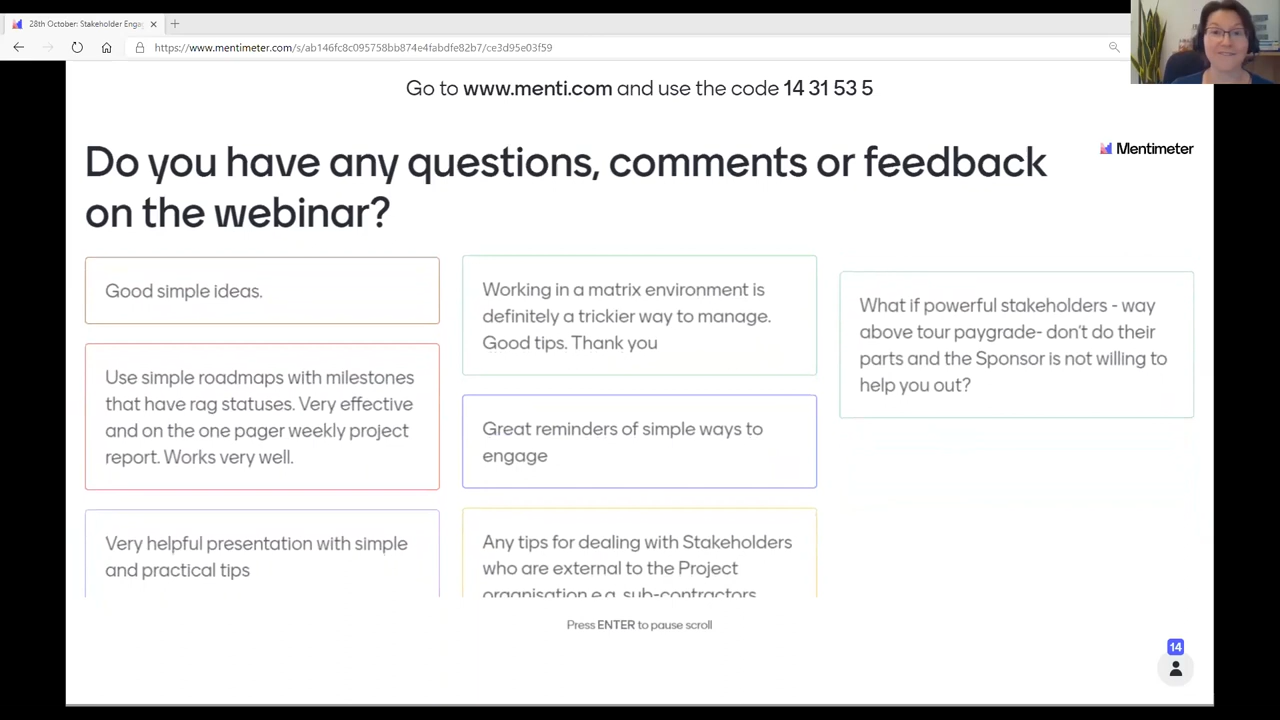 28th October: Stakeholder Enga
https://www.mentimeter.com/s/ab146fc8c095758bb874e4fabdfe82b7/ce3d95e03f59
Go to www.menti.com and use the code 14 31 53 5
Do you have any questions, comments or feedback
on the webinar?
Mentimeter
Good simple ideas.
Use simple roadmaps with milestones
that have rag statuses. Very effective
and on the one pager weekly project
report. Works very well.
Very helpful presentation with simple
and practical tips
Working in a matrix environment is
definitely a trickier way to manage.
Good tips. Thank you
Great reminders of simple ways to
engage
Any tips for dealing with Stakeholders
who are external to the Project
organisation e.g. sub-contractors
What if powerful stakeholders - way
above tour paygrade- don't do their
parts and the Sponsor is not willing to
help you out?
Press ENTER to pause scroll
14